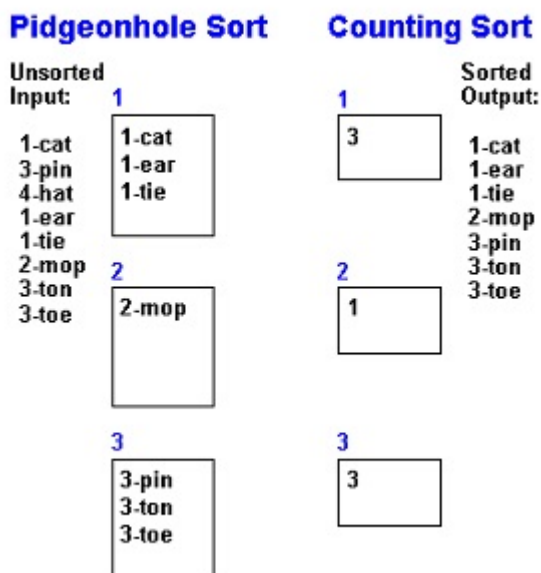 Pidgeonhole Sort
Counting Sort
Unsorted
Input:
1-cat
3-pin
4-hat
1-ear
1-tie
2-mop
3-ton
3-toe
1
1-cat
1-ear
1-tie
2
2-mop
3
3-pin
3-ton
3-toe
1
3
2
1
3
3
Sorted
Output:
1-cat
1-ear
1-tie
2-mop
3-pin
3-ton
3-toe